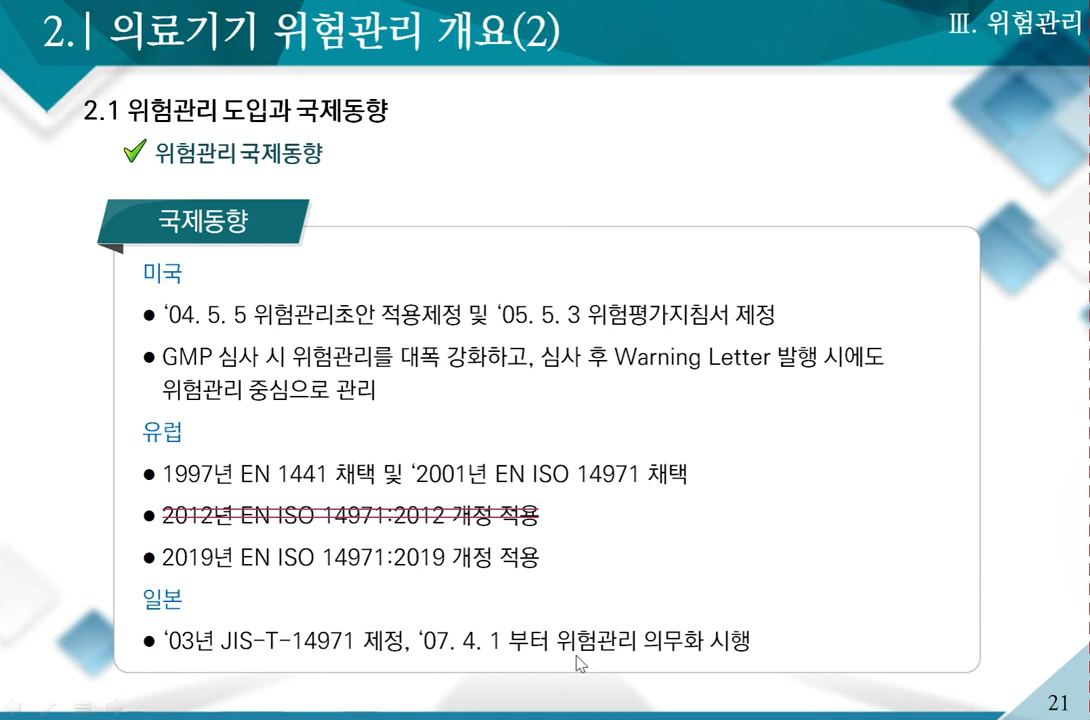 2.| 의료기기 위험관리 개요(2)
Ⅲ. 위험관리
2.1 위험관리 도입과 국제동향
위험관리 국제동향
국제동향
미국
● ‘04. 5. 5 위험관리초안 적용제정 및 ‘05. 5. 3 위험평가지침서 제정
● GMP 심사 시 위험관리를 대폭 강화하고, 심사 후 Warning Letter 발행 시에도
위험관리 중심으로 관리
유럽
● 1997년 EN 1441 채택 및 ‘2001년 EN ISO 14971 채택
● 2012년 EN ISO 14971:2012 개정 적용
● 2019년 EN ISO 14971:2019 개정 적용
일본
● ‘03년 JIS-T-14971 제정, ‘07. 4. 1 부터 위험관리 의무화 시행
21